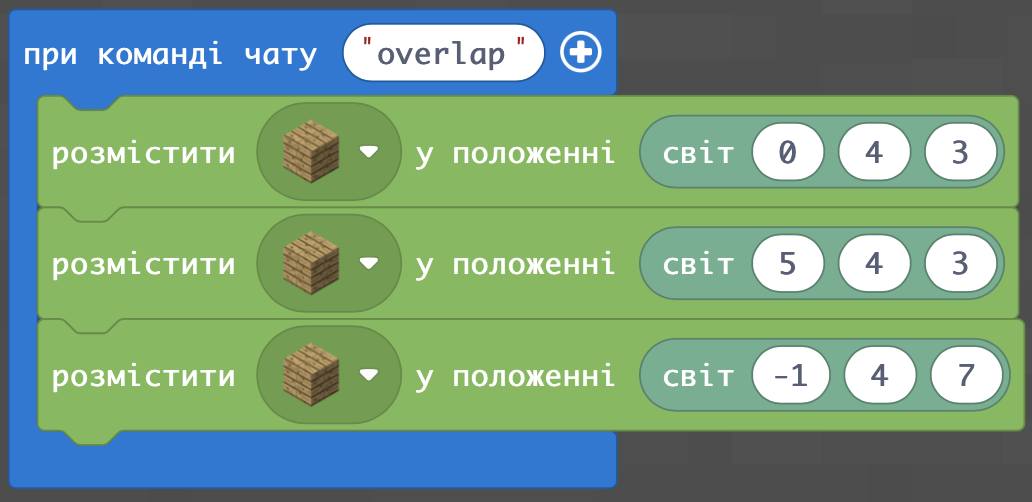 при команді чату "overlap"
розмістити у положенні світ 0 4 3
розмістити у положенні світ 5 4 3
розмістити у положенні світ -1 4 7